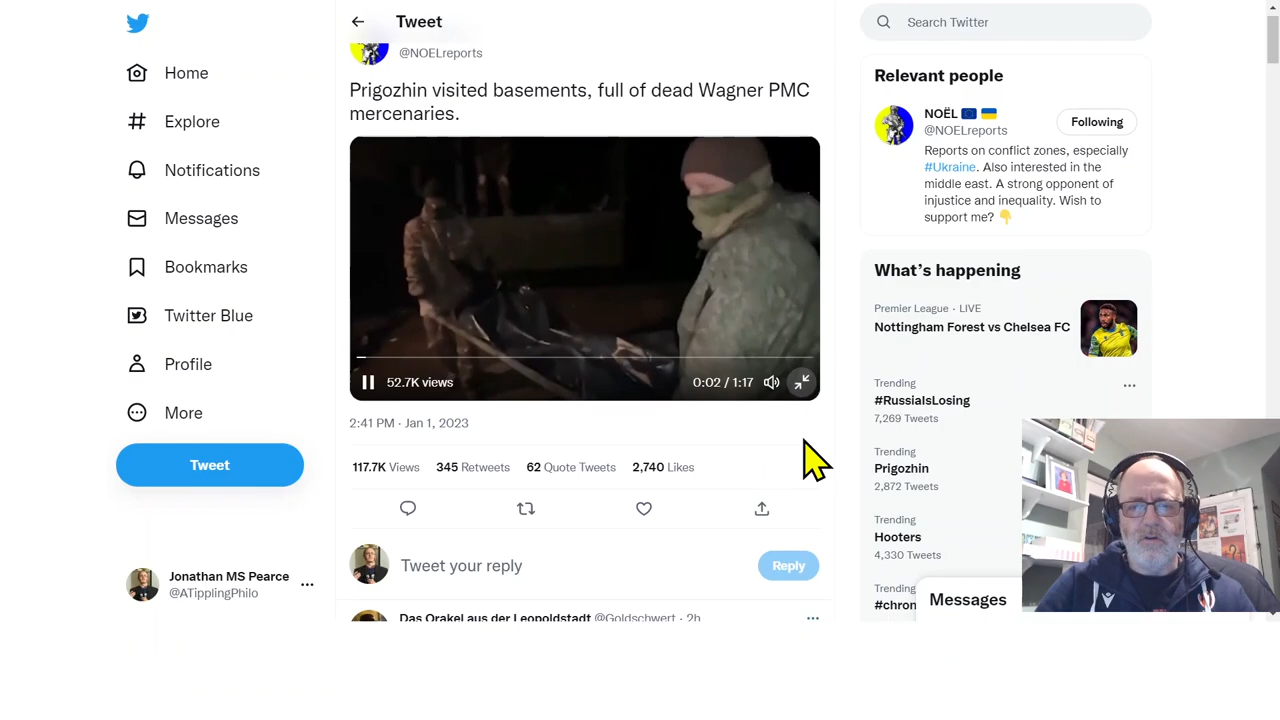 Tweet
Search Twitter
@NOELreports
Home
Explore
Notifications
Messages
Bookmarks
Twitter Blue
Profile
More
Tweet
Jonathan MS Pearce
@ATipplingPhilo
Prigozhin visited basements, full of dead Wagner PMC
mercenaries.
52.7K views
0:02 / 1:17
2:41 PM · Jan 1, 2023
117.7K Views 345 Retweets 62 Quote Tweets 2,740 Likes
Tweet your reply
Reply
Das Orakel aus der Leopoldstadt @Goldschwert · 2h
Relevant people
NOËL
@NOELreports
Following
Reports on conflict zones, especially
#Ukraine. Also interested in the
middle east. A strong opponent of
injustice and inequality. Wish to
support me?
What's happening
Premier League · LIVE
Nottingham Forest vs Chelsea FC
Trending
#RussiaIsLosing
7,269 Tweets
Trending
Prigozhin
2,872 Tweets
Trending
Hooters
4,330 Tweets
Trending
#chron
Messages